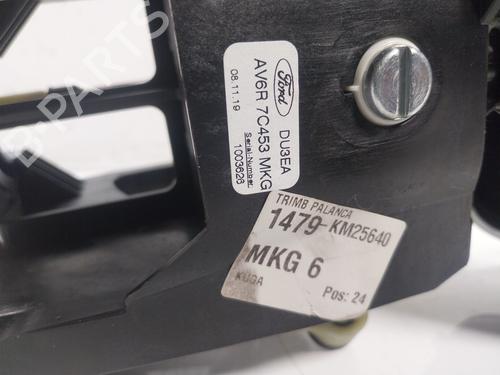 Ford
DU3EA
AV6R 7C453 MKG
Serial-Number:
1003626
08.11.19
TRIMB PALANCA
1479-KM25640
MKG 6
KUGA
Pos: 24
B-PARTS